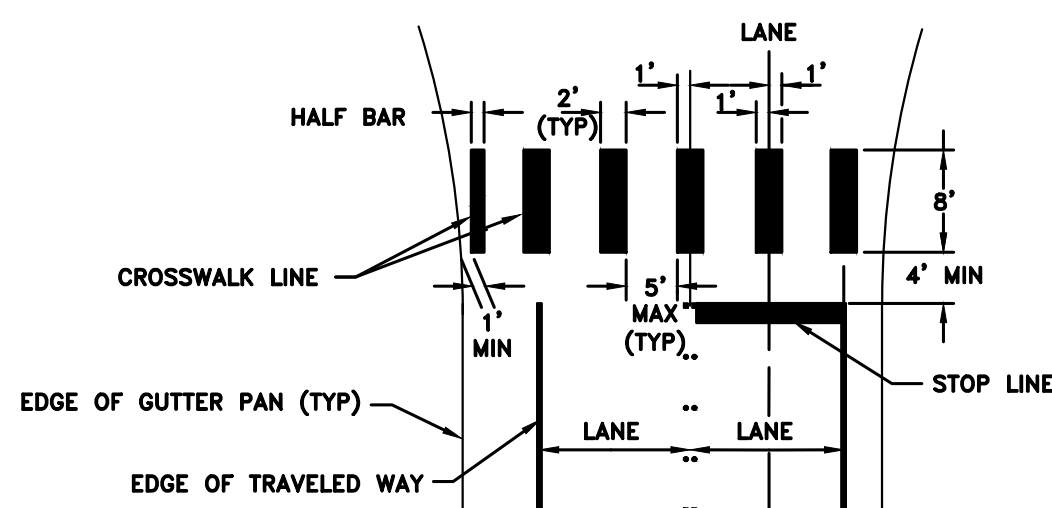 LANE
1'
1'
2'
1'
HALF BAR
(TYP)
8'
CROSSWALK LINE
4' MIN
5'
MAX
(TYP)
1'
MIN
STOP LINE
EDGE OF GUTTER PAN (TYP)
LANE
LANE
EDGE OF TRAVELED WAY